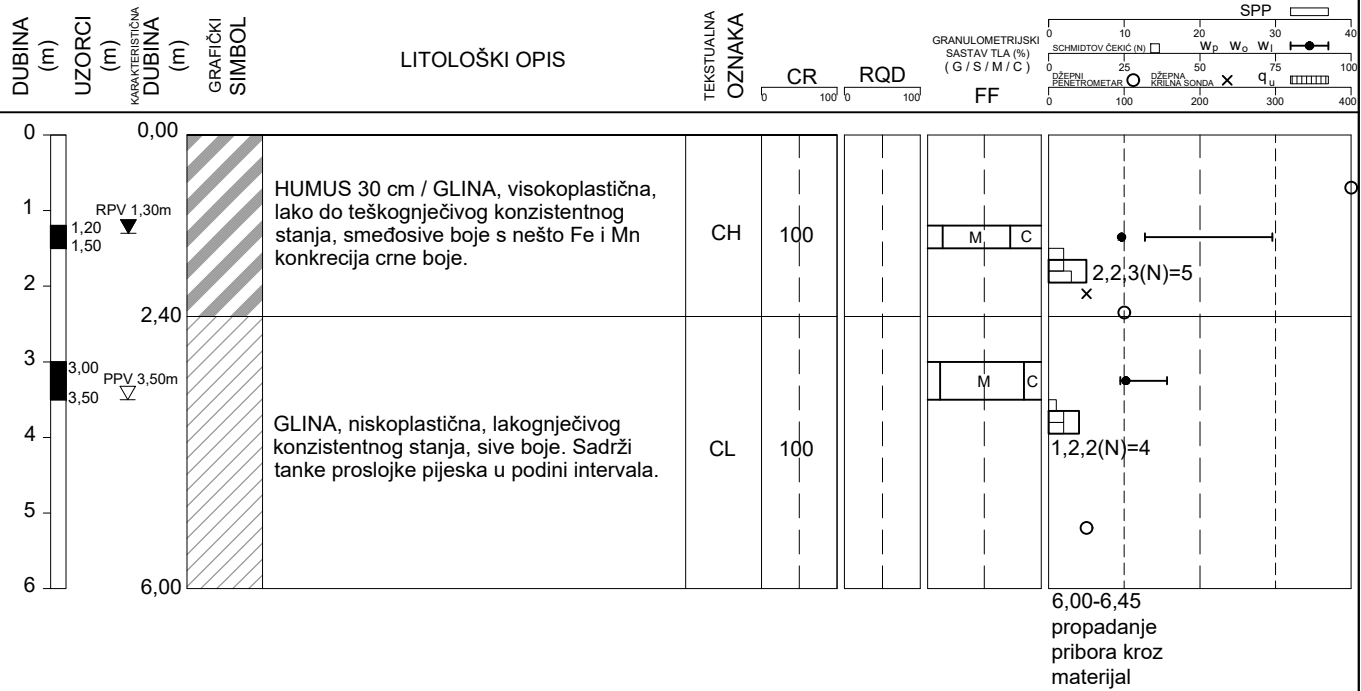 DUBINA
(m)
UZORCI
(m)
KARAKTERISTIČNA
DUBINA
(m)
GRAFIČKI
SIMBOL
LITOLOŠKI OPIS
TEKSTUALNA
OZNAKA
CR
0 100
RQD
0 100
GRANULOMETRIJSKI
SASTAV TLA (%)
( G / S / M / C )
FF
SPP
0 10 20 30 40
SCHMIDTOV ČEKIĆ (N) wp wo wl
0 25 50 75 100
DŽEPNI PENETROMETAR
DŽEPNA KRILNA SONDA
qu
0 100 200 300 400
0
0,00
1
RPV 1,30m
1,20
1,50
2
2,40
3
3,00
PPV 3,50m
3,50
4
5
6
6,00
HUMUS 30 cm / GLINA, visokoplastična,
lako do teškognječivog konzistentnog
stanja, smeđosive boje s nešto Fe i Mn
konkrecija crne boje.
CH
100
M C
2,2,3(N)=5
GLINA, niskoplastična, lakognječivog
konzistentnog stanja, sive boje. Sadrži
tanke proslojke pijeska u podini intervala.
CL
100
M C
1,2,2(N)=4
6,00-6,45
propadanje
pribora kroz
materijal